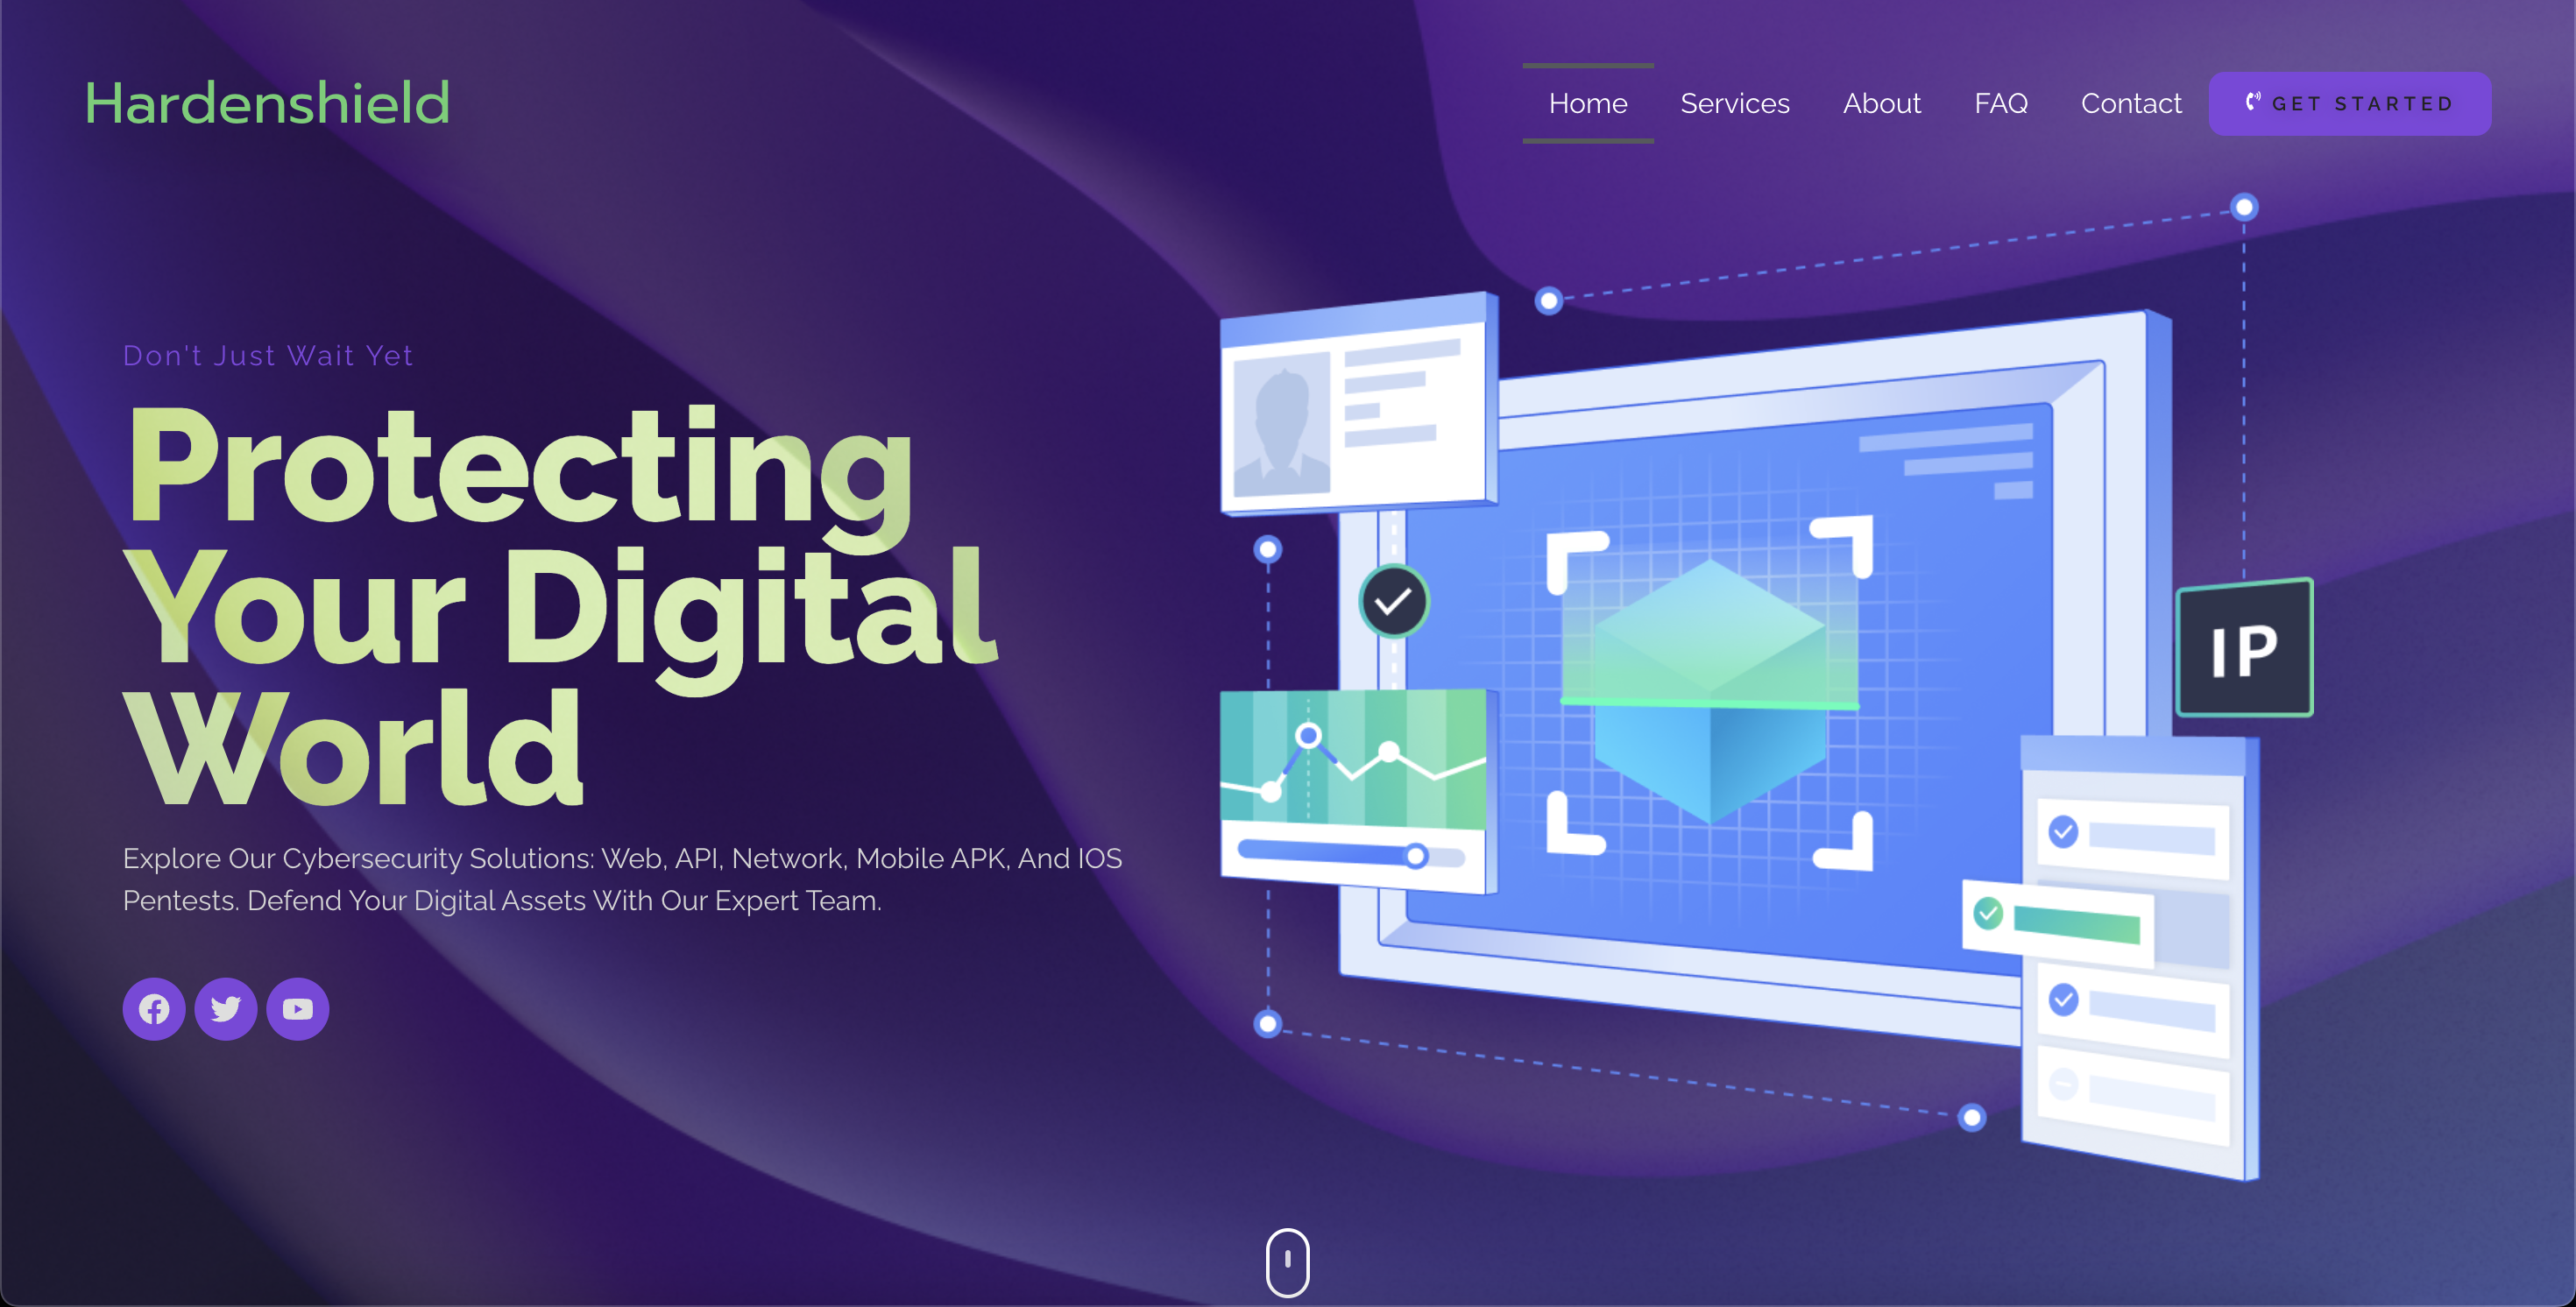 Hardenshield
Home Services About FAQ Contact GET STARTED
Don't Just Wait Yet
Protecting
Your Digital
World
Explore Our Cybersecurity Solutions: Web, API, Network, Mobile APK, And IOS
Pentests. Defend Your Digital Assets With Our Expert Team.
IP